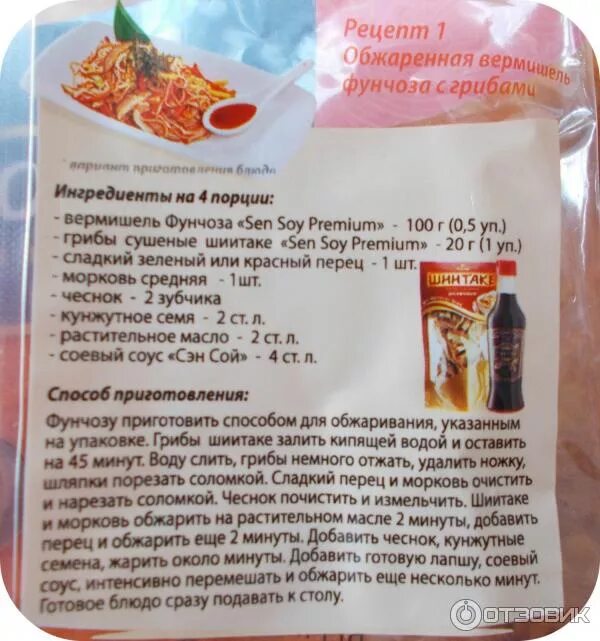 Рецепт 1
Обжаренная вермишель
фунчоза с грибами
* вариант приготовления блюда
Ингредиенты на 4 порции:
- вермишель Фунчоза «Sen Soy Premium» - 100 г (0,5 уп.)
- грибы сушеные шиитаке «Sen Soy Premium» - 20 г (1 уп.)
- сладкий зеленый или красный перец - 1 шт.
- морковь средняя - 1шт.
- чеснок - 2 зубчика
- кунжутное семя - 2 ст. л.
- растительное масло - 2 ст. л.
- соевый соус «Сэн Сой» - 4 ст. л.
ШИИТАКЕ
Способ приготовления:
Фунчозу приготовить способом для обжаривания, указанным
на упаковке. Грибы шиитаке залить кипящей водой и оставить
на 45 минут. Воду слить, грибы немного отжать, удалить ножку,
шляпки порезать соломкой. Сладкий перец и морковь очистить
и нарезать соломкой. Чеснок почистить и измельчить. Шиитаке
и морковь обжарить на растительном масле 2 минуты, добавить
перец и обжарить еще 2 минуты. Добавить чеснок, кунжутные
семена, жарить около минуты. Добавить готовую лапшу, соевый
соус, интенсивно перемешать и обжарить еще несколько минут.
Готовое блюдо сразу подавать к столу.
ОТЗОВИК